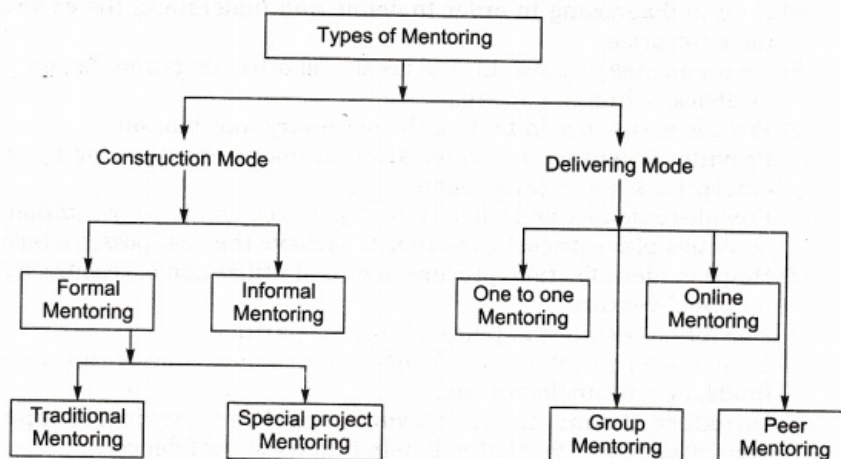 Types of Mentoring
Construction Mode
Delivering Mode
Formal
Mentoring
Informal
Mentoring
One to one
Mentoring
Online
Mentoring
Traditional
Mentoring
Special project
Mentoring
Group
Mentoring
Peer
Mentoring